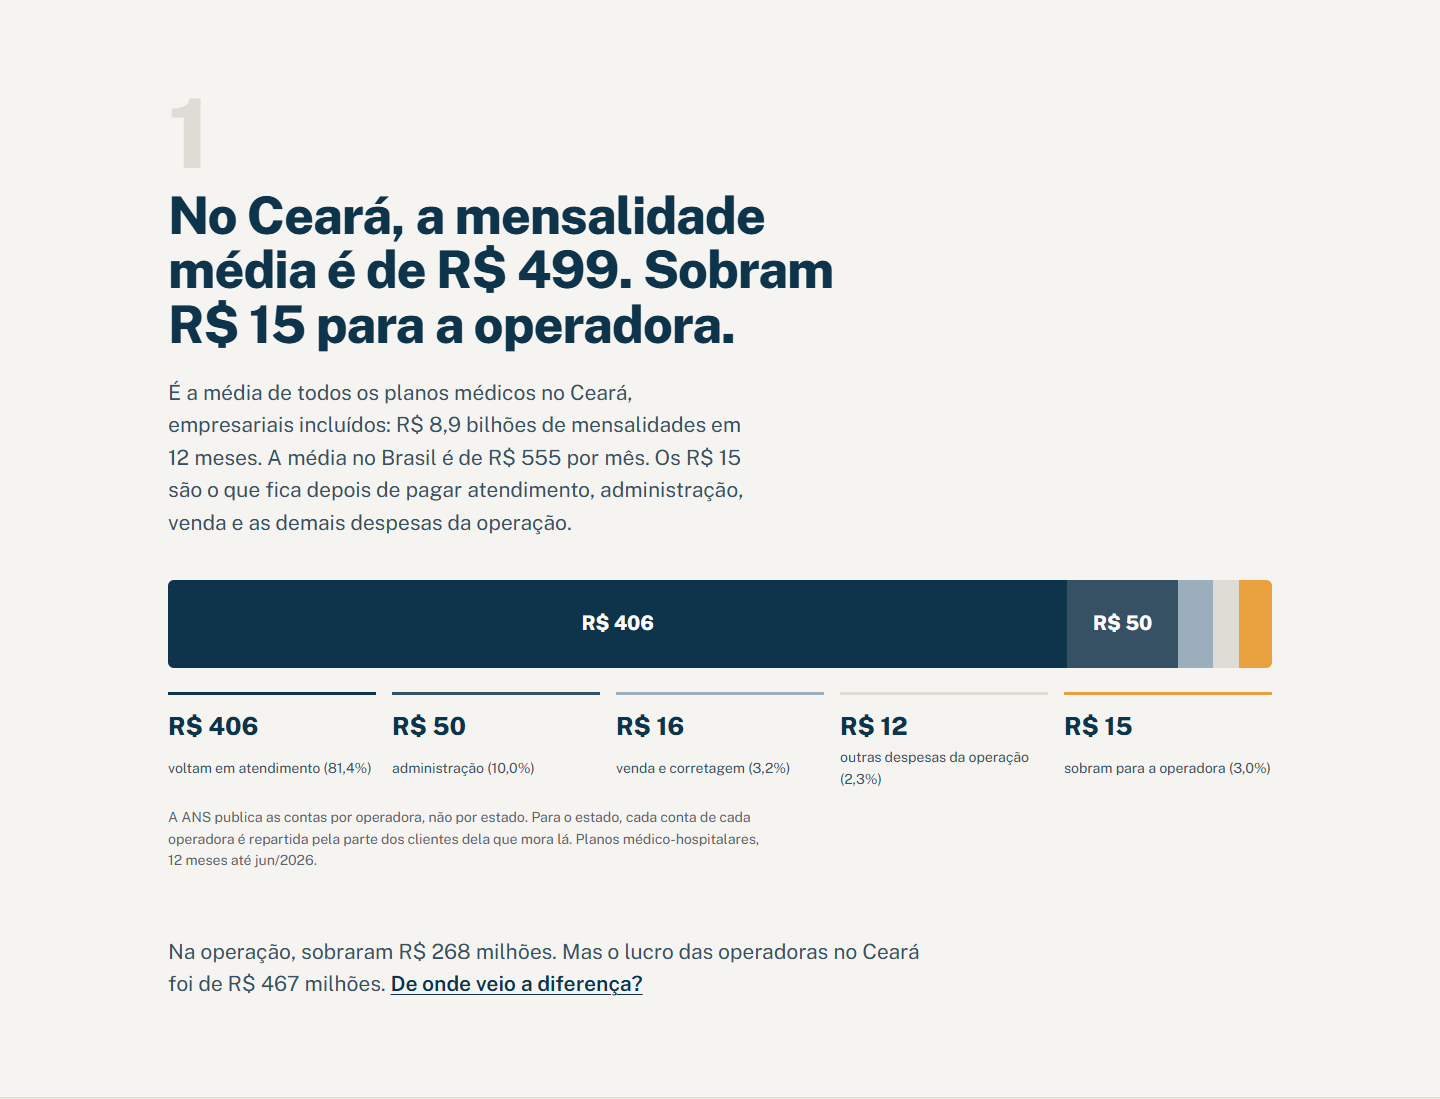 1
No Ceará, a mensalidade
média é de R$ 499. Sobram
R$ 15 para a operadora.
É a média de todos os planos médicos no Ceará,
empresariais incluídos: R$ 8,9 bilhões de mensalidades em
12 meses. A média no Brasil é de R$ 555 por mês. Os R$ 15
são o que fica depois de pagar atendimento, administração,
venda e as demais despesas da operação.
R$ 406
R$ 50
R$ 406
voltam em atendimento (81,4%)
R$ 50
administração (10,0%)
R$ 16
venda e corretagem (3,2%)
R$ 12
outras despesas da operação
(2,3%)
R$ 15
sobram para a operadora (3,0%)
A ANS publica as contas por operadora, não por estado. Para o estado, cada conta de cada
operadora é repartida pela parte dos clientes dela que mora lá. Planos médico-hospitalares,
12 meses até jun/2026.
Na operação, sobraram R$ 268 milhões. Mas o lucro das operadoras no Ceará
foi de R$ 467 milhões. De onde veio a diferença?